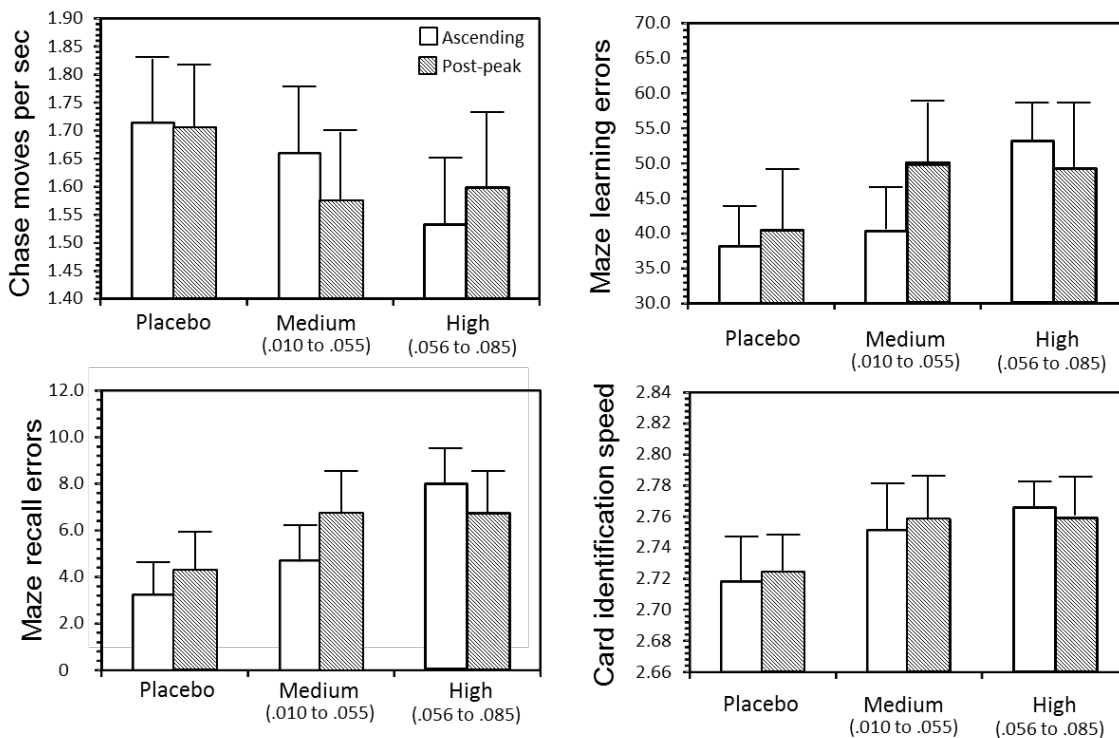 Chase moves per sec
1.90
1.85
1.80
1.75
1.70
1.65
1.60
1.55
1.50
1.45
1.40
Ascending
Post-peak
Placebo
Medium
High
(.010 to .055)
(.056 to .085)
Maze learning errors
70.0
65.0
60.0
55.0
50.0
45.0
40.0
35.0
30.0
Placebo
Medium
High
(.010 to .055)
(.056 to .085)
Maze recall errors
12.0
10.0
8.0
6.0
4.0
2.0
0
Placebo
Medium
High
(.010 to .055)
(.056 to .085)
Card identification speed
2.84
2.82
2.80
2.78
2.76
2.74
2.72
2.70
2.68
2.66
Placebo
Medium
High
(.010 to .055)
(.056 to .085)